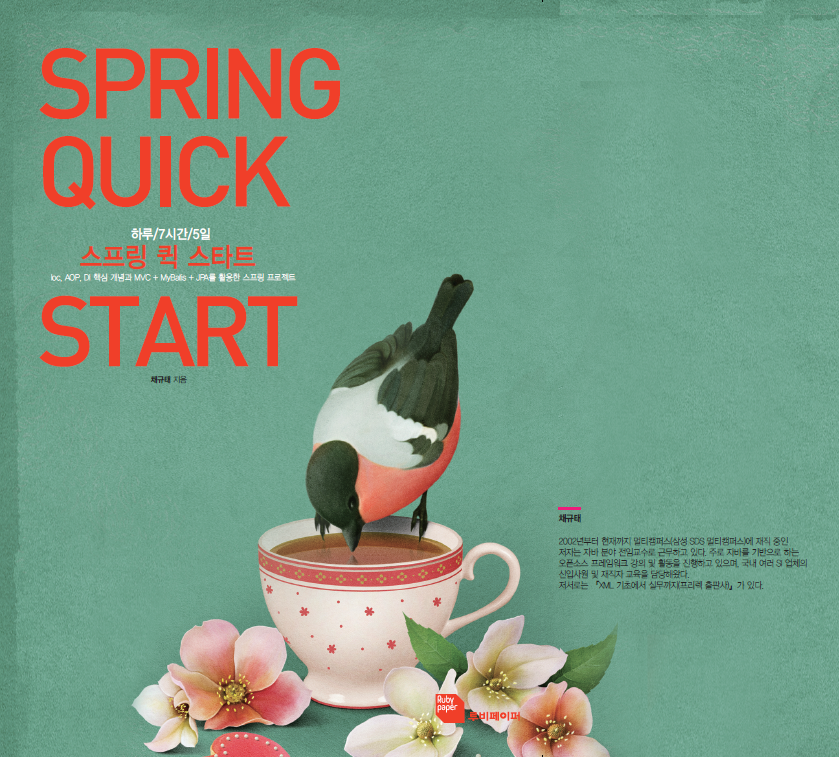 SPRING
QUICK
하루/7시간/5일
스프링 퀵 스타트
Ioc, AOP, DI 핵심 개념과 MVC + MyBatis + JPA를 활용한 스프링 프로젝트
START
채규태 지음
채규태
2002년부터 현재까지 멀티캠퍼스(삼성 SDS 멀티캠퍼스)에 재직 중인
저자는 자바 분야 전임교수로 근무하고 있다. 주로 자바를 기반으로 하는
오픈소스 프레임워크 강의 및 활동을 진행하고 있으며, 국내 여러 SI 업체의
신입사원 및 재직자 교육을 담당해왔다.
저서로는 『XML 기초에서 실무까지(프리렉 출판사)』가 있다.
Ruby
paper
루비페이퍼